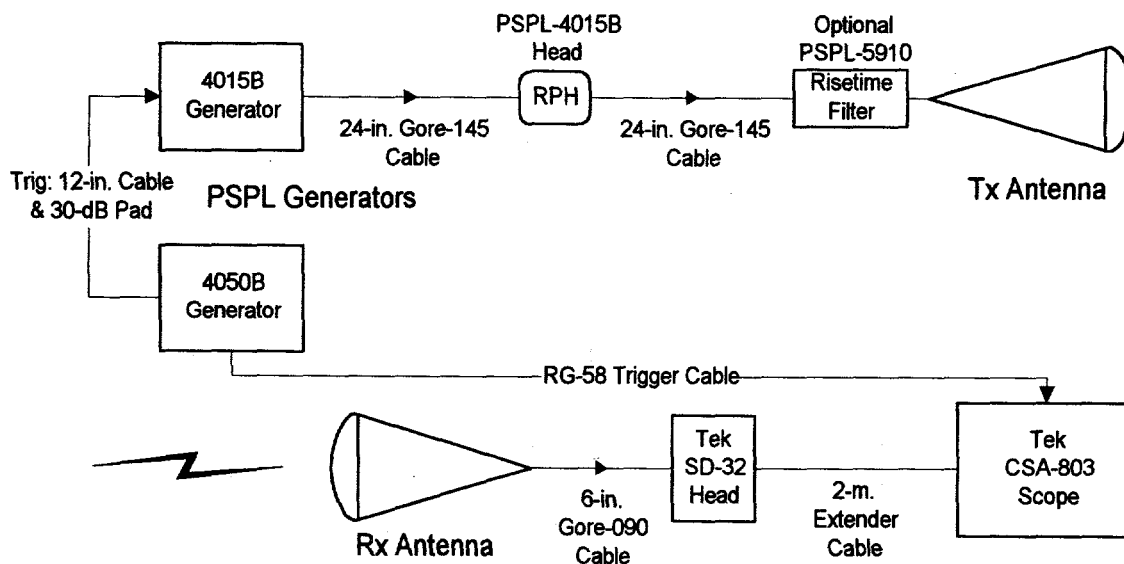 PSPL-4015B
Head
Optional
PSPL-5910
4015B
Generator
RPH
Risetime
Filter
24-in. Gore-145
Cable
24-in. Gore-145
Cable
Tx Antenna
Trig: 12-in. Cable
& 30-dB Pad
PSPL Generators
4050B
Generator
RG-58 Trigger Cable
Tek
SD-32
Head
Tek
CSA-803
Scope
6-in.
Gore-090
Cable
2-m.
Extender
Cable
Rx Antenna